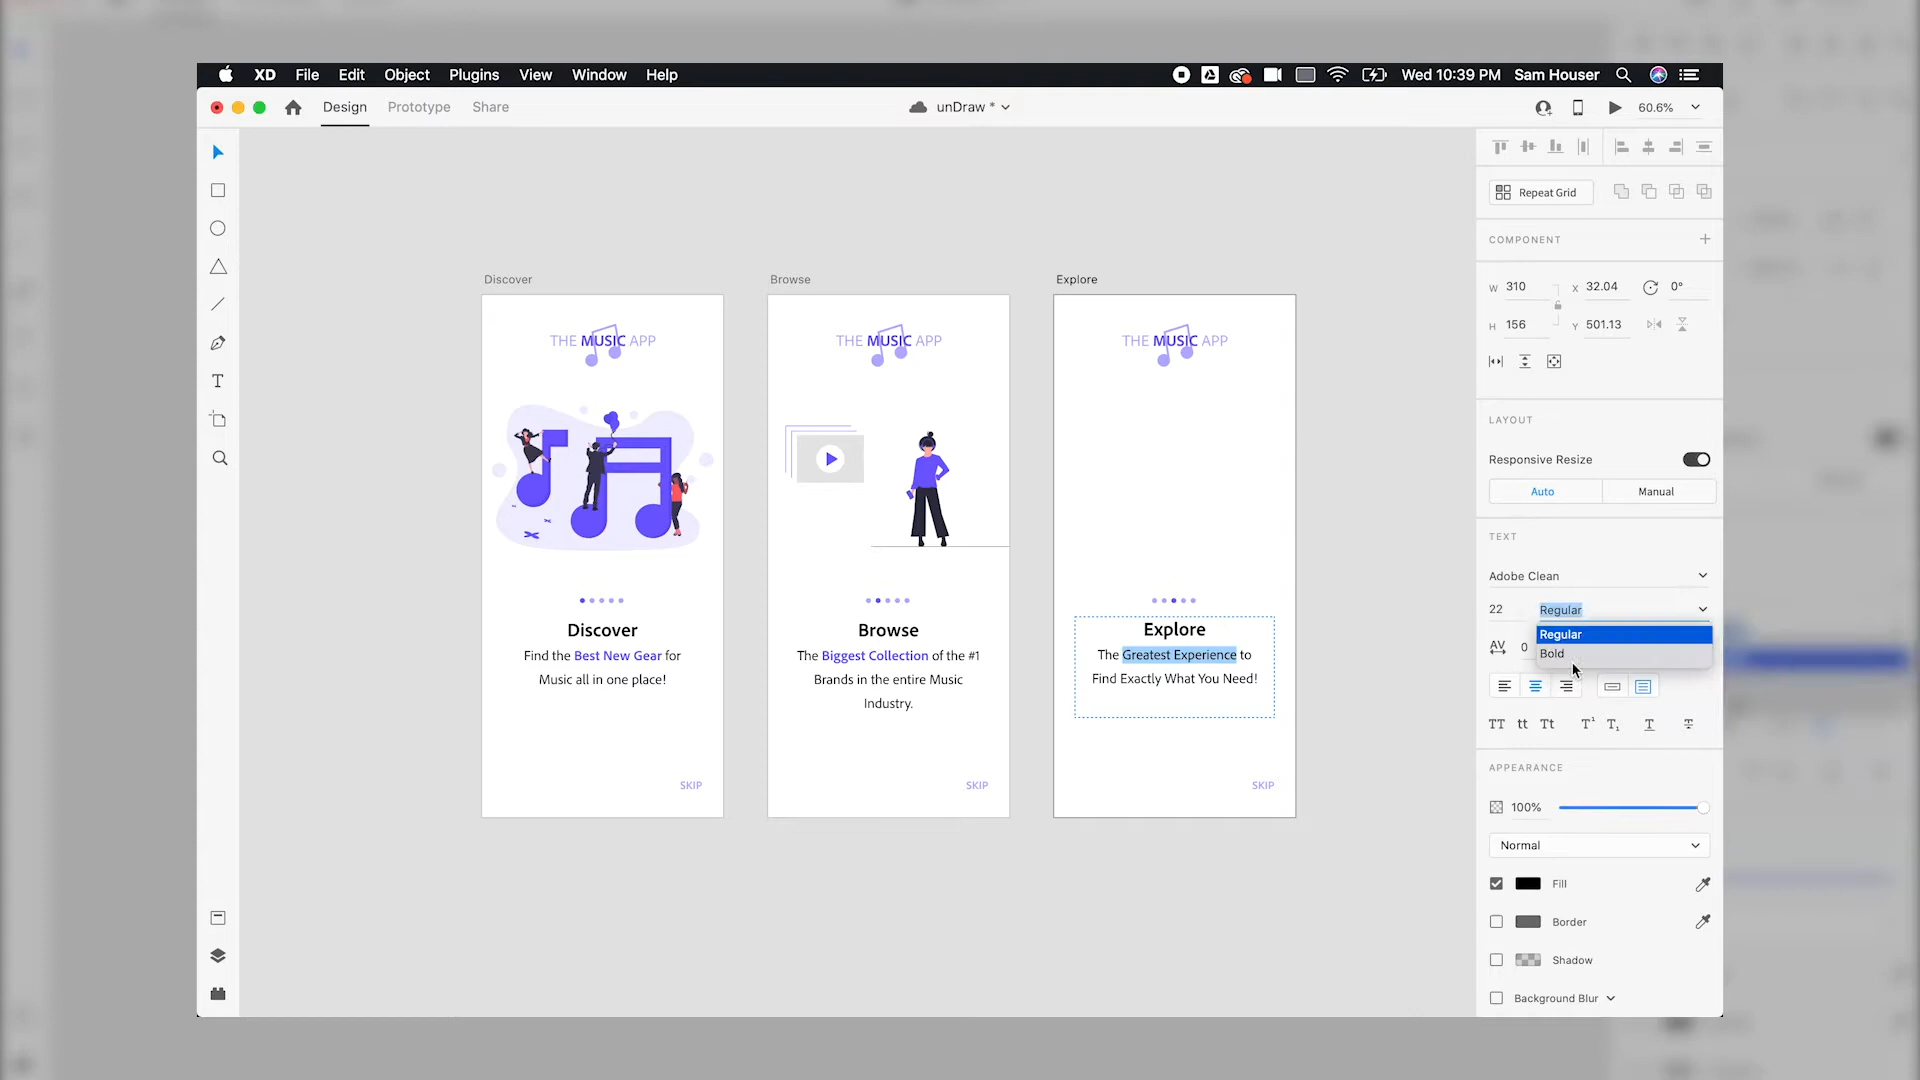 XD File Edit Object Plugins View Window Help
Wed 10:39 PM Sam Houser
Design Prototype Share
unDraw *
60.6%
Repeat Grid
COMPONENT
W 310 X 32.04 0°
H 156 Y 501.13
LAYOUT
Responsive Resize
Auto Manual
TEXT
Adobe Clean
22 Regular
Regular
Bold
AV 0
TT tt Tt T¹ T₁ T T
APPEARANCE
100%
Normal
Fill
Border
Shadow
Background Blur
Discover
THE MUSIC APP
Discover
Find the Best New Gear for
Music all in one place!
SKIP
Browse
THE MUSIC APP
Browse
The Biggest Collection of the #1
Brands in the entire Music
Industry.
SKIP
Explore
THE MUSIC APP
Explore
The Greatest Experience to
Find Exactly What You Need!
SKIP
T